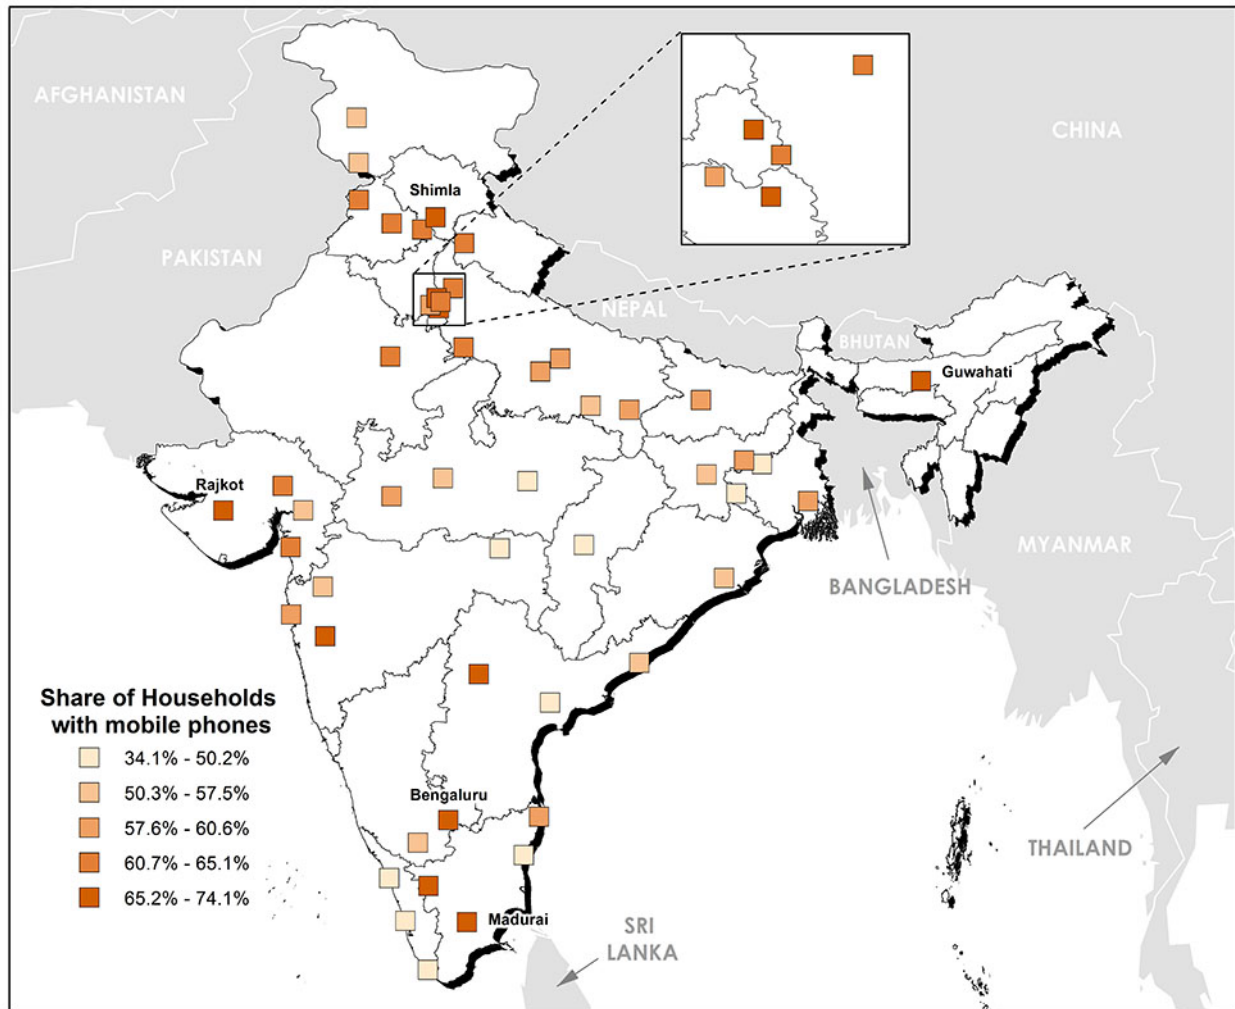 AFGHANISTAN
CHINA
Shimla
PAKISTAN
NEPAL
BHUTAN
Guwahati
Rajkot
MYANMAR
BANGLADESH
Share of Households
with mobile phones
34.1% - 50.2%
50.3% - 57.5%
57.6% - 60.6%
60.7% - 65.1%
65.2% - 74.1%
Bengaluru
THAILAND
Madurai
SRI
LANKA